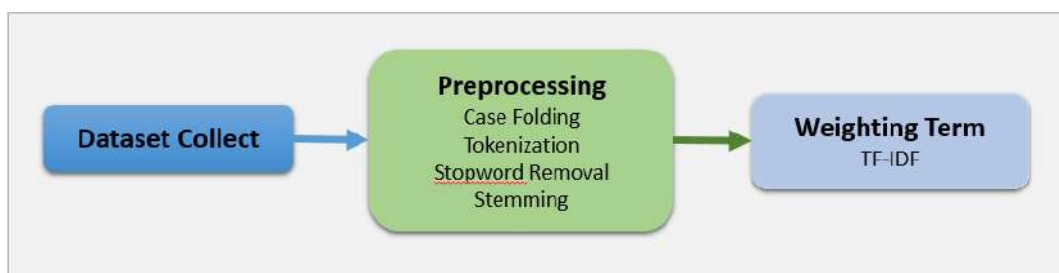 Dataset Collect
Preprocessing
Case Folding
Tokenization
Stopword Removal
Stemming
Weighting Term
TF-IDF